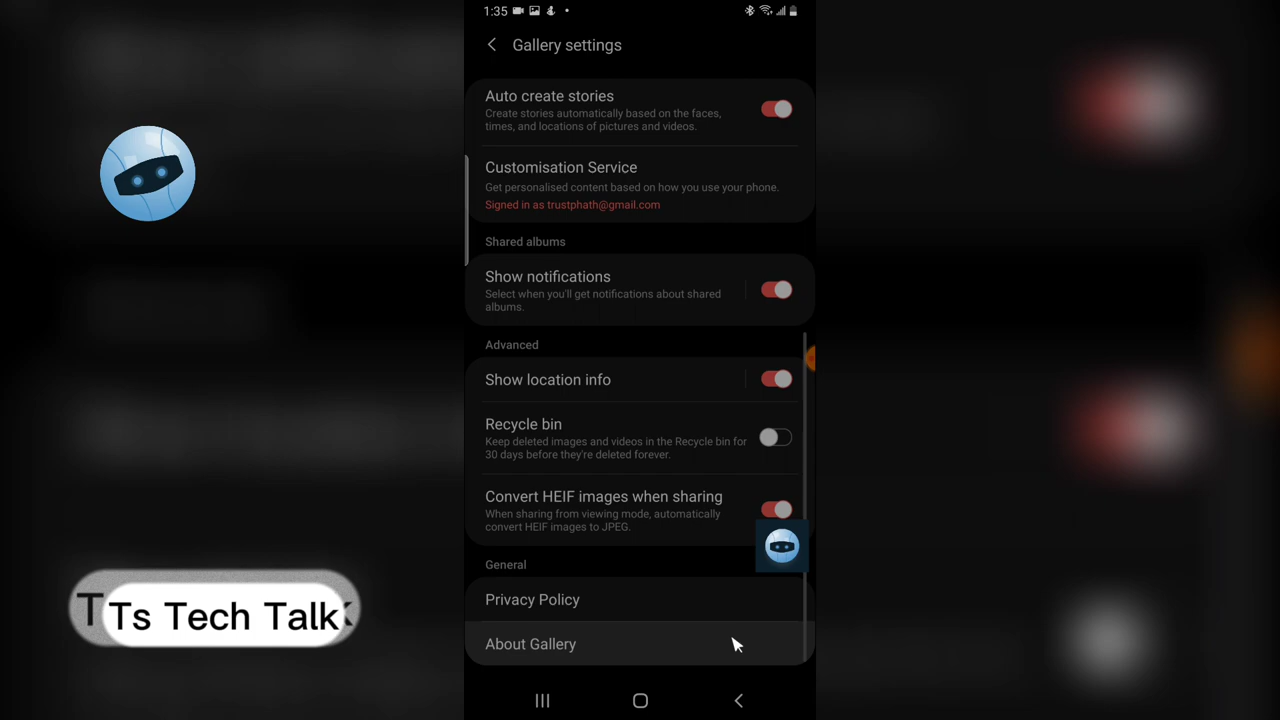 1:35
Gallery settings
Auto create stories
Create stories automatically based on the faces,
times, and locations of pictures and videos.
Customisation Service
Get personalised content based on how you use your phone.
Signed in as trustphath@gmail.com
Shared albums
Show notifications
Select when you'll get notifications about shared
albums.
Advanced
Show location info
Recycle bin
Keep deleted images and videos in the Recycle bin for
30 days before they're deleted forever.
Convert HEIF images when sharing
When sharing from viewing mode, automatically
convert HEIF images to JPEG.
General
Privacy Policy
About Gallery
Ts Tech Talk